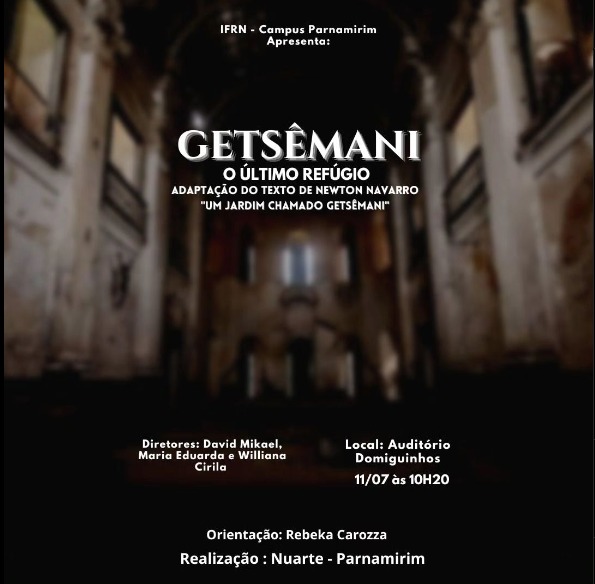 IFRN - Campus Parnamirim
Apresenta:
GETSÊMANI
O ÚLTIMO REFÚGIO
ADAPTAÇÃO DO TEXTO DE NEWTON NAVARRO
"UM JARDIM CHAMADO GETSÊMANI"
Diretores: David Mikael,
Maria Eduarda e Williana
Cirila
Local: Auditório
Domiguinhos
11/07 às 10H20
Orientação: Rebeka Carozza
Realização : Nuarte - Parnamirim